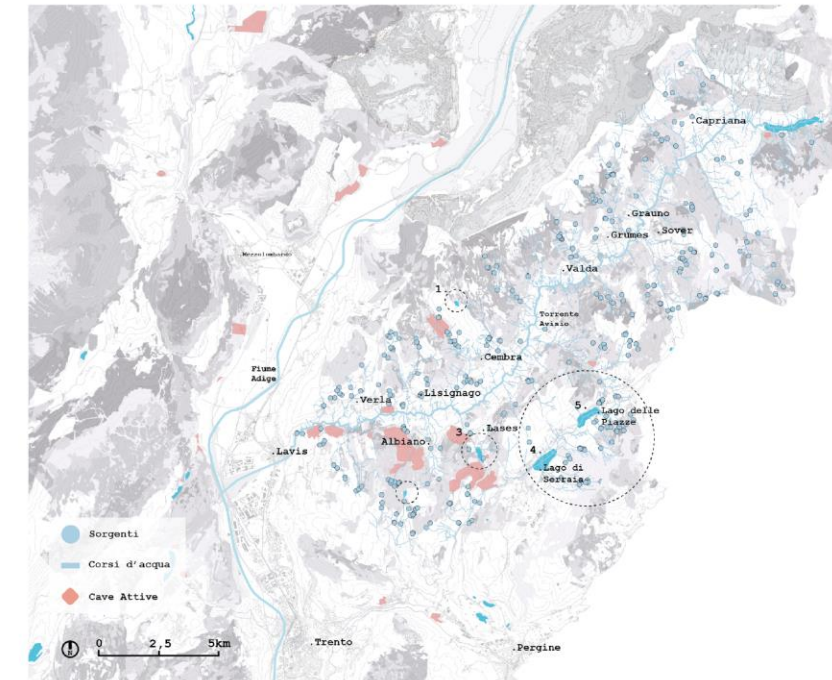 .Capriana
.Grauno
.Grumes
.Sover
.Mezzolombardo
.Valda
1.
Torrente
Avisio
.Cembra
Fiume
Adige
.Verla
.Lisignago
5.
.Lago delle
Piazze
Albiano.
3.
.Lases
.Lavis
4.
.Lago di
Serraia
Sorgenti
Corsi d'acqua
Cave Attive
N
0
2,5
5km
.Trento
.Pergine